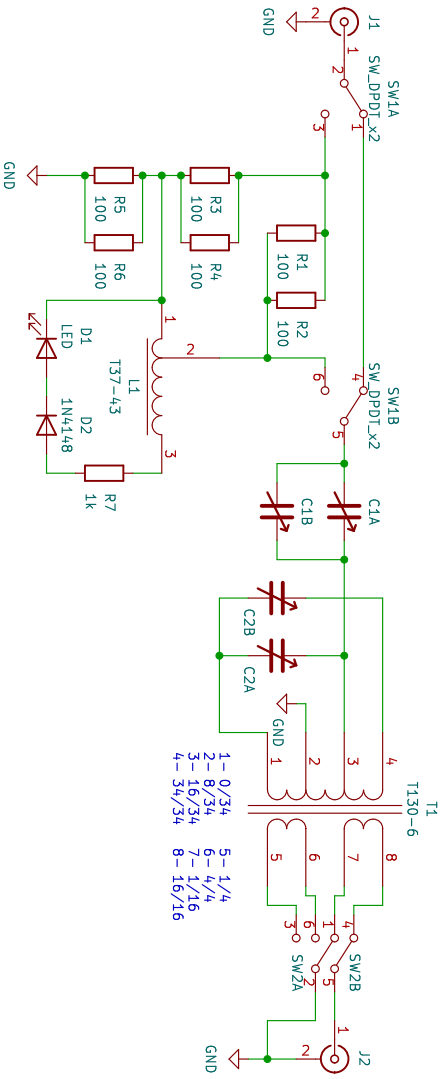 J1
1
2
GND
SW1A
SW_DPDT_x2
1
2
3
R1
100
R2
100
R3
100
R4
100
R5
100
R6
100
GND
SW1B
SW_DPDT_x2
4
5
6
L1
T37-43
1
2
3
D1
LED
D2
1N4148
R7
1k
C1A
C1B
C2B
C2A
GND
T1
T130-6
4
3
2
1
8
7
6
5
1- 0/34
2- 8/34
3- 16/34
4- 34/34
5- 1/4
6- 4/4
7- 1/16
8- 16/16
4
1
6
3
5
2
SW2B
SW2A
J2
1
2
GND